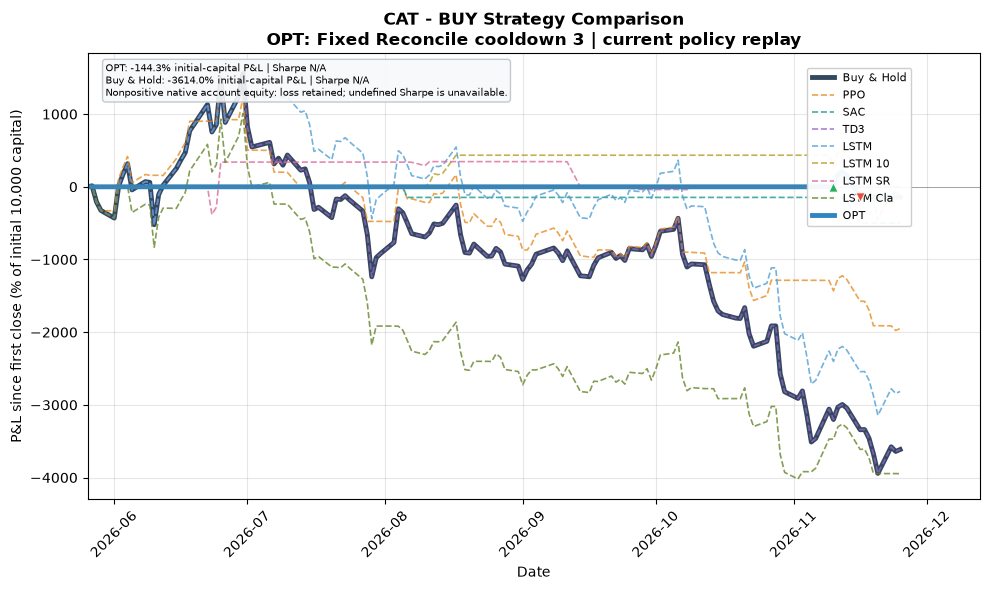 CAT - BUY Strategy Comparison
OPT: Fixed Reconcile cooldown 3 | current policy replay
OPT: -144.3% initial-capital P&L | Sharpe N/A
Buy & Hold: -3614.0% initial-capital P&L | Sharpe N/A
Nonpositive native account equity: loss retained; undefined Sharpe is unavailable.
Buy & Hold
PPO
SAC
TD3
LSTM
LSTM 10
LSTM SR
LSTM Cla
OPT
P&L since first close (% of initial 10,000 capital)
1000
0
−1000
−2000
−3000
−4000
2026-06
2026-07
2026-08
2026-09
2026-10
2026-11
2026-12
Date